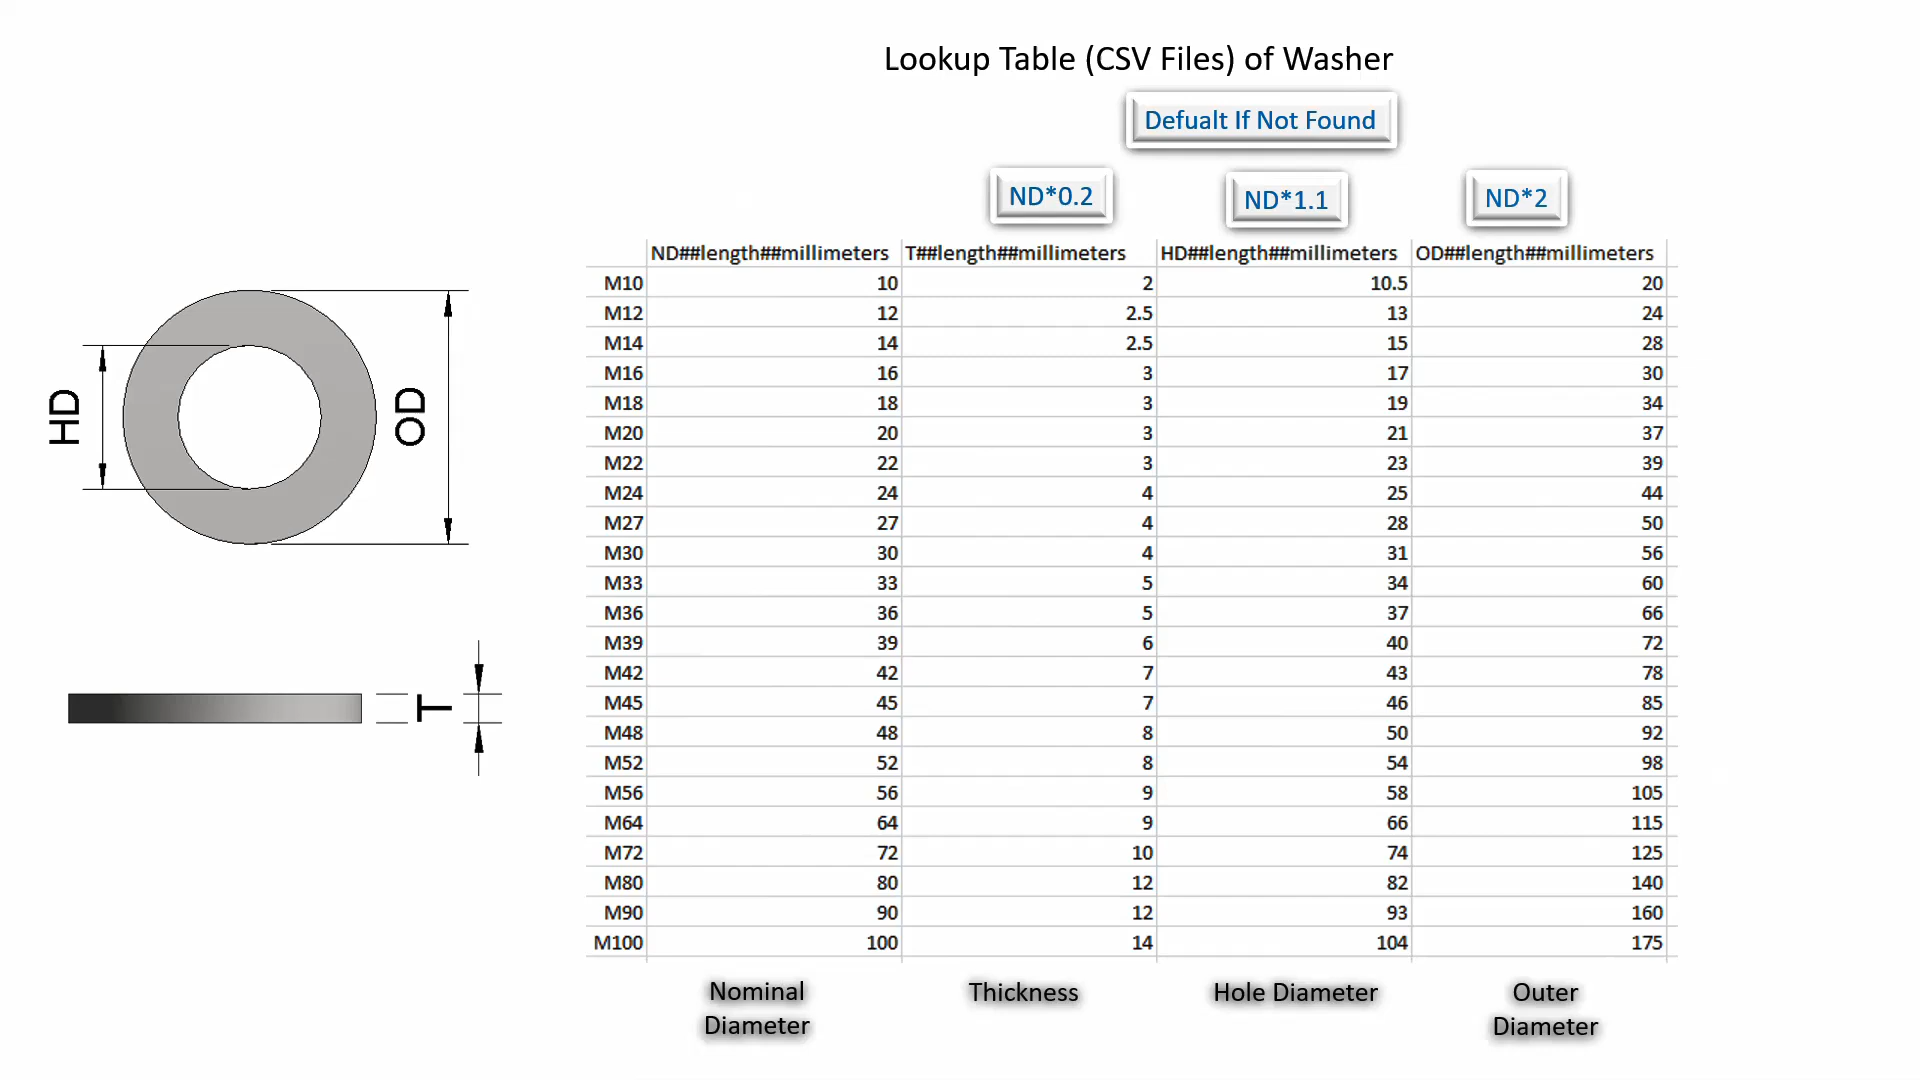 Lookup Table (CSV Files) of Washer
Defualt If Not Found
ND*0.2 ND*1.1 ND*2
ND##length##millimeters T##length##millimeters HD##length##millimeters OD##length##millimeters
M10 10 2 10.5 20
M12 12 2.5 13 24
M14 14 2.5 15 28
M16 16 3 17 30
M18 18 3 19 34
M20 20 3 21 37
M22 22 3 23 39
M24 24 4 25 44
M27 27 4 28 50
M30 30 4 31 56
M33 33 5 34 60
M36 36 5 37 66
M39 39 6 40 72
M42 42 7 43 78
M45 45 7 46 85
M48 48 8 50 92
M52 52 8 54 98
M56 56 9 58 105
M64 64 9 66 115
M72 72 10 74 125
M80 80 12 82 140
M90 90 12 93 160
M100 100 14 104 175
Nominal
Diameter
Thickness
Hole Diameter
Outer
Diameter
HD
OD
T